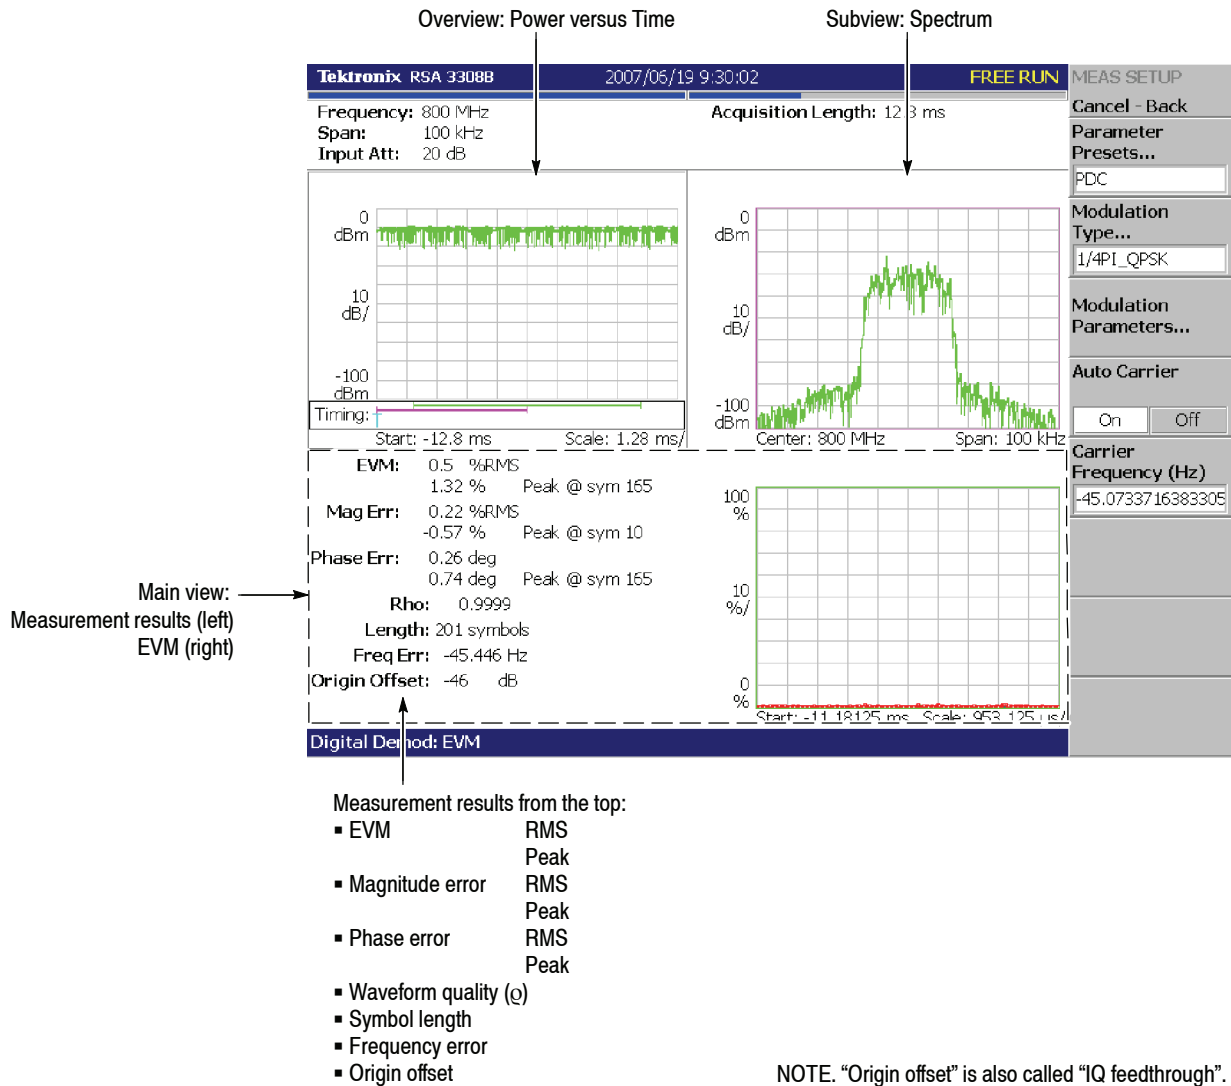 Overview: Power versus Time
Subview: Spectrum
Tektronix RSA 3308B 2007/06/19 9:30:02 FREE RUN
MEAS SETUP
Frequency: 800 MHz
Acquisition Length: 12.8 ms
Span: 100 kHz
Input Att: 20 dB
Cancel - Back
Parameter
Presets...
PDC
Modulation
Type...
1/4PI_QPSK
Modulation
Parameters...
Auto Carrier
On Off
Carrier
Frequency (Hz)
-45.0733716383305
0
dBm
10
dB/
-100
dBm
Timing:
Start: -12.8 ms Scale: 1.28 ms/
0
dBm
10
dB/
-100
dBm
Center: 800 MHz Span: 100 kHz
EVM: 0.5 %RMS
1.32 % Peak @ sym 165
Mag Err: 0.22 %RMS
-0.57 % Peak @ sym 10
Phase Err: 0.26 deg
0.74 deg Peak @ sym 165
Rho: 0.9999
Length: 201 symbols
Freq Err: -45.446 Hz
Origin Offset: -46 dB
100
%
10
%/
0
%
Start: -11.18125 ms Scale: 953.125 us/
Digital Demod: EVM
Main view:
Measurement results (left)
EVM (right)
Measurement results from the top:
▪ EVM RMS
Peak
▪ Magnitude error RMS
Peak
▪ Phase error RMS
Peak
▪ Waveform quality (ϱ)
▪ Symbol length
▪ Frequency error
▪ Origin offset
NOTE. “Origin offset” is also called “IQ feedthrough”.